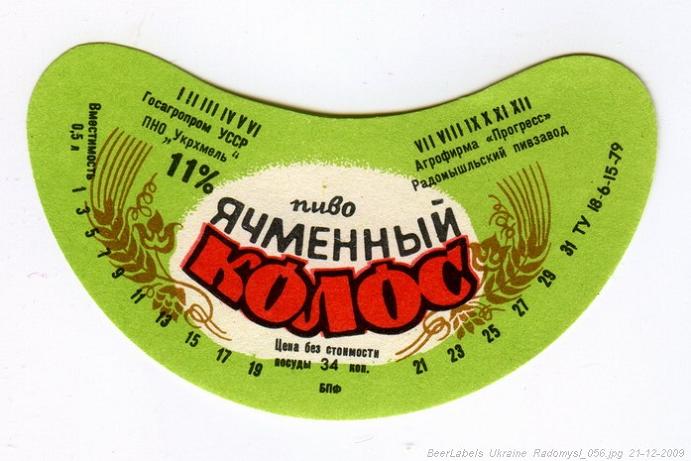 I II III IV V VI
Госагропром УССР
ПНО „Укрхмель“
11%
Вместимость
0,5 л
VII VIII IX X XI XII
Агрофирма «Прогресс»
Радомышльский пивзавод
пиво
ЯЧМЕННЫЙ
КОЛОС
Цена без стоимости
посуды 34 коп.
БПФ
1 3 5 7 9 11 13 15 17 19 21 23 25 27 29 31 ТУ 18-6-15-79
BeerLabels Ukraine Radomysl_056.jpg 21-12-2009